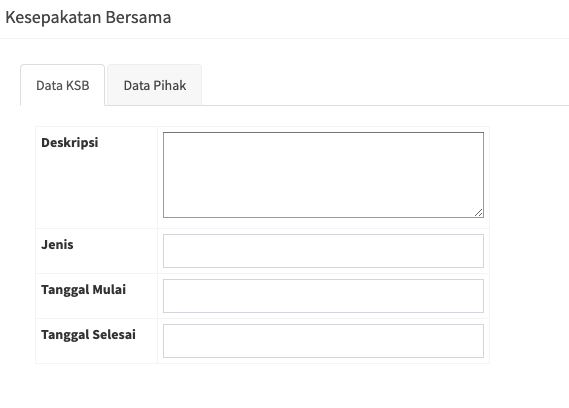 Kesepakatan Bersama
Data KSB
Data Pihak
Deskripsi
Jenis
Tanggal Mulai
Tanggal Selesai